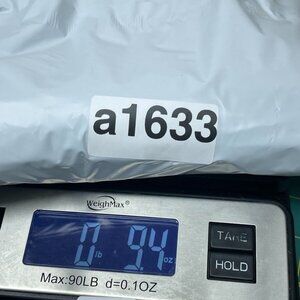 a1633
WeighMax
0 lb 9.4 oz
TARE
HOLD
Max:90LB d=0.1OZ